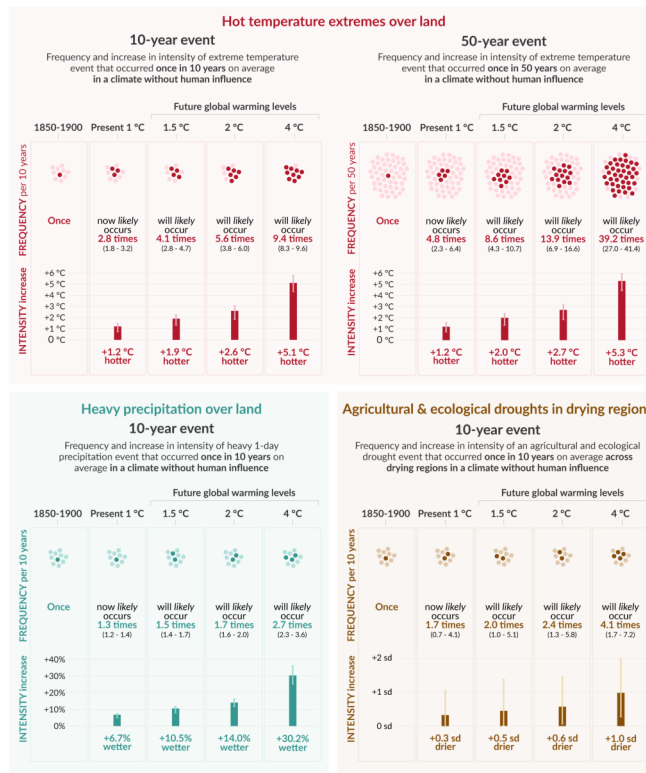 Hot temperature extremes over land
10-year event
Frequency and increase in intensity of extreme temperature
event that occurred once in 10 years on average
in a climate without human influence
Future global warming levels
1850-1900 Present 1 °C 1.5 °C 2 °C 4 °C
FREQUENCY per 10 years
Once
now likely occurs 2.8 times (1.8 - 3.2)
will likely occur 4.1 times (2.8 - 4.7)
will likely occur 5.6 times (3.8 - 6.0)
will likely occur 9.4 times (8.3 - 9.6)
INTENSITY increase
+6 °C
+5 °C
+4 °C
+3 °C
+2 °C
+1 °C
0 °C
+1.2 °C hotter
+1.9 °C hotter
+2.6 °C hotter
+5.1 °C hotter
50-year event
Frequency and increase in intensity of extreme temperature
event that occurred once in 50 years on average
in a climate without human influence
Future global warming levels
1850-1900 Present 1 °C 1.5 °C 2 °C 4 °C
FREQUENCY per 50 years
Once
now likely occurs 4.8 times (2.3 - 6.4)
will likely occur 8.6 times (4.3 - 10.7)
will likely occur 13.9 times (6.9 - 16.6)
will likely occur 39.2 times (27.0 - 41.4)
INTENSITY increase
+6 °C
+5 °C
+4 °C
+3 °C
+2 °C
+1 °C
0 °C
+1.2 °C hotter
+2.0 °C hotter
+2.7 °C hotter
+5.3 °C hotter
Heavy precipitation over land
10-year event
Frequency and increase in intensity of heavy 1-day
precipitation event that occurred once in 10 years on
average in a climate without human influence
Future global warming levels
1850-1900 Present 1 °C 1.5 °C 2 °C 4 °C
FREQUENCY per 10 years
Once
now likely occurs 1.3 times (1.2 - 1.4)
will likely occur 1.5 times (1.4 - 1.7)
will likely occur 1.7 times (1.6 - 2.0)
will likely occur 2.7 times (2.3 - 3.6)
INTENSITY increase
+40%
+30%
+20%
+10%
0%
+6.7% wetter
+10.5% wetter
+14.0% wetter
+30.2% wetter
Agricultural & ecological droughts in drying region
10-year event
Frequency and increase in intensity of an agricultural and ecological
drought event that occurred once in 10 years on average across
drying regions in a climate without human influence
Future global warming levels
1850-1900 Present 1 °C 1.5 °C 2 °C 4 °C
FREQUENCY per 10 years
Once
now likely occurs 1.7 times (0.7 - 4.1)
will likely occur 2.0 times (1.0 - 5.1)
will likely occur 2.4 times (1.3 - 5.8)
will likely occur 4.1 times (1.7 - 7.2)
INTENSITY increase
+2 sd
+1 sd
0 sd
+0.3 sd drier
+0.5 sd drier
+0.6 sd drier
+1.0 sd drier